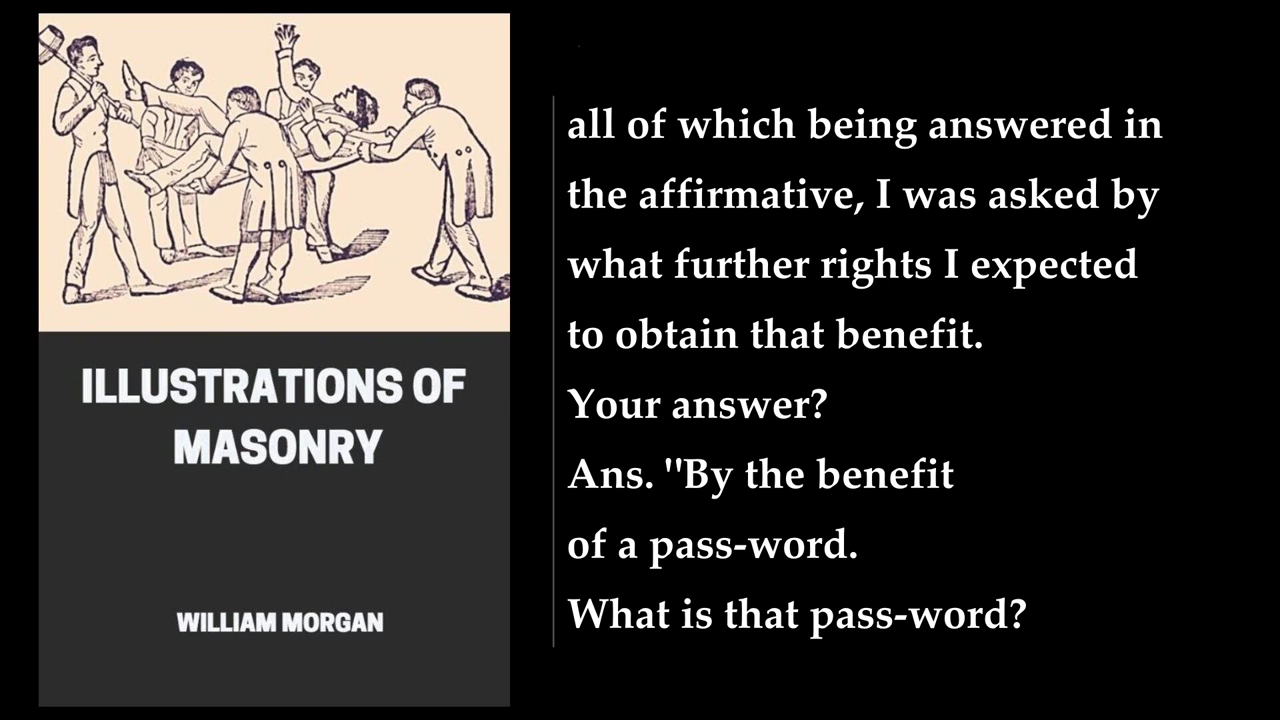 ILLUSTRATIONS OF
MASONRY
WILLIAM MORGAN
all of which being answered in
the affirmative, I was asked by
what further rights I expected
to obtain that benefit.
Your answer?
Ans. "By the benefit
of a pass-word.
What is that pass-word?